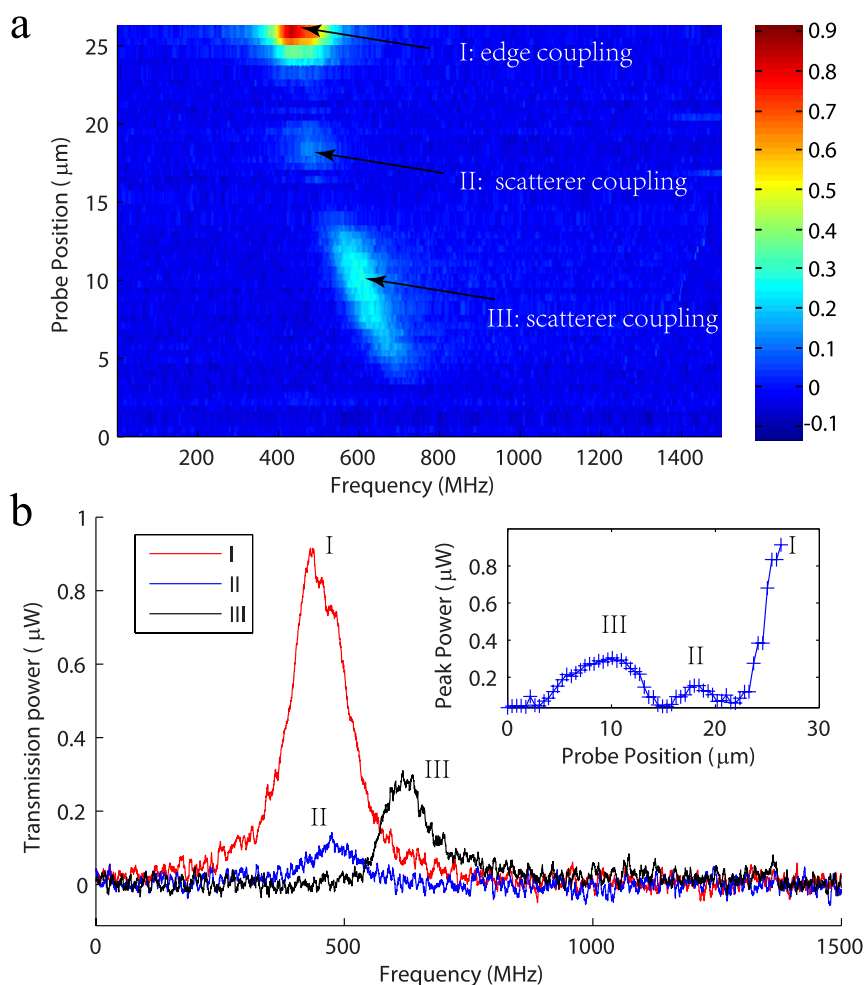 a
25
20
15
10
5
0
Probe Position ( μm)
200
400
600
800
1000
1200
1400
Frequency (MHz)
I: edge coupling
II: scatterer coupling
III: scatterer coupling
0.9
0.8
0.7
0.6
0.5
0.4
0.3
0.2
0.1
0
-0.1
b
1
0.8
0.6
0.4
0.2
0
Transmission power ( μW)
0
500
1000
1500
Frequency (MHz)
I
II
III
I
II
III
0.8
0.6
0.4
0.2
Peak Power ( μW)
0
10
20
30
Probe Position ( μm)
III
II
I